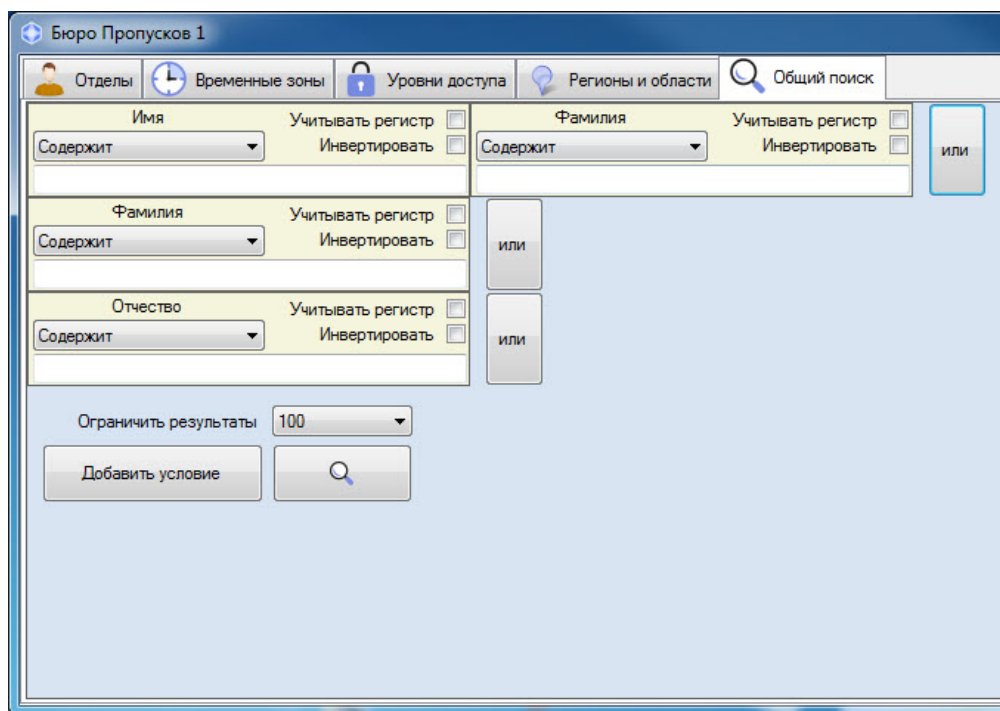 Бюро Пропусков 1
Отделы Временные зоны Уровни доступа Регионы и области Общий поиск
Имя Учитывать регистр Фамилия Учитывать регистр
Содержит Инвертировать Содержит Инвертировать или
Фамилия Учитывать регистр
Содержит Инвертировать или
Отчество Учитывать регистр
Содержит Инвертировать или
Ограничить результаты 100
Добавить условие